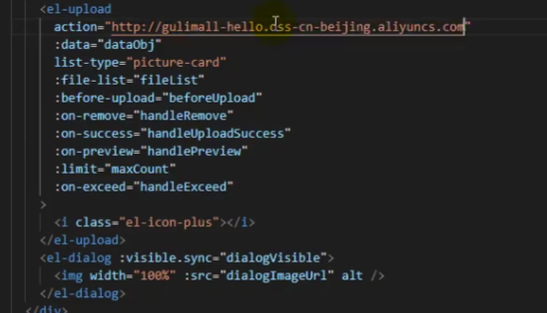 <el-upload
action="http://gulimall-hello.oss-cn-beijing.aliyuncs.com"
:data="dataObj"
list-type="picture-card"
:file-list="fileList"
:before-upload="beforeUpload"
:on-remove="handleRemove"
:on-success="handleUploadSuccess"
:on-preview="handlePreview"
:limit="maxCount"
:on-exceed="handleExceed"
>
<i class="el-icon-plus"></i>
</el-upload>
<el-dialog :visible.sync="dialogVisible">
<img width="100%" :src="dialogImageUrl" alt />
</el-dialog>
</div>